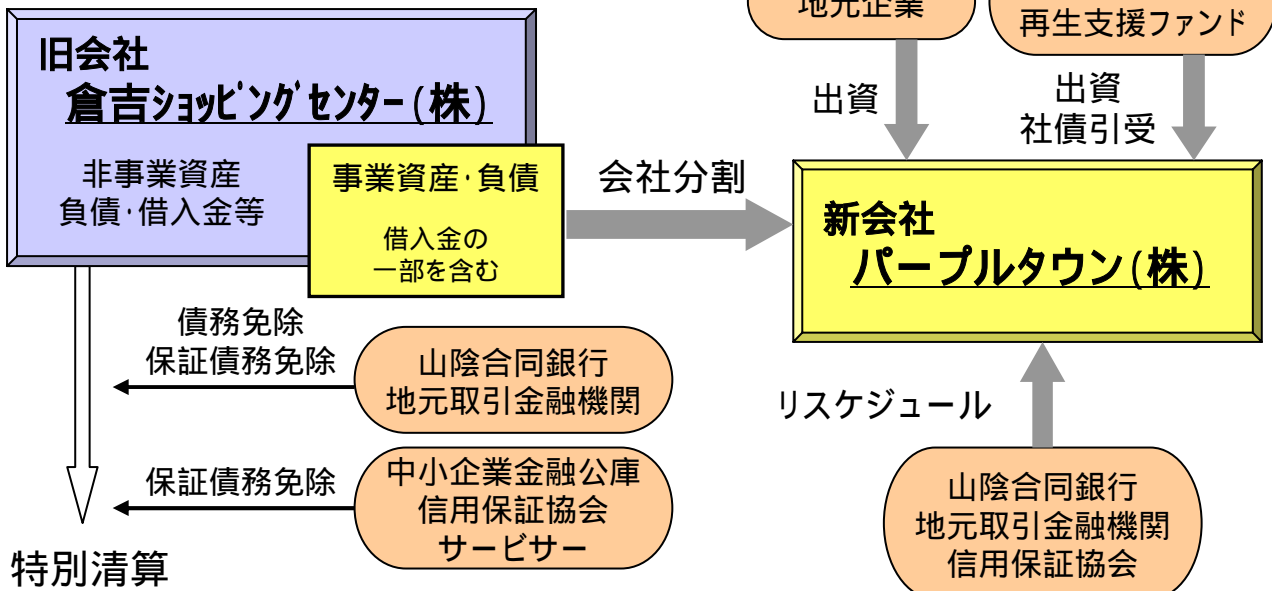 旧会社
倉吉ショッピングセンター(株)
非事業資産
負債・借入金等
事業資産・負債
借入金の
一部を含む
会社分割
地元企業
再生支援ファンド
出資
出資
社債引受
新会社
パープルタウン(株)
債務免除
保証債務免除
山陰合同銀行
地元取引金融機関
保証債務免除
中小企業金融公庫
信用保証協会
サービサー
特別清算
リスケジュール
山陰合同銀行
地元取引金融機関
信用保証協会